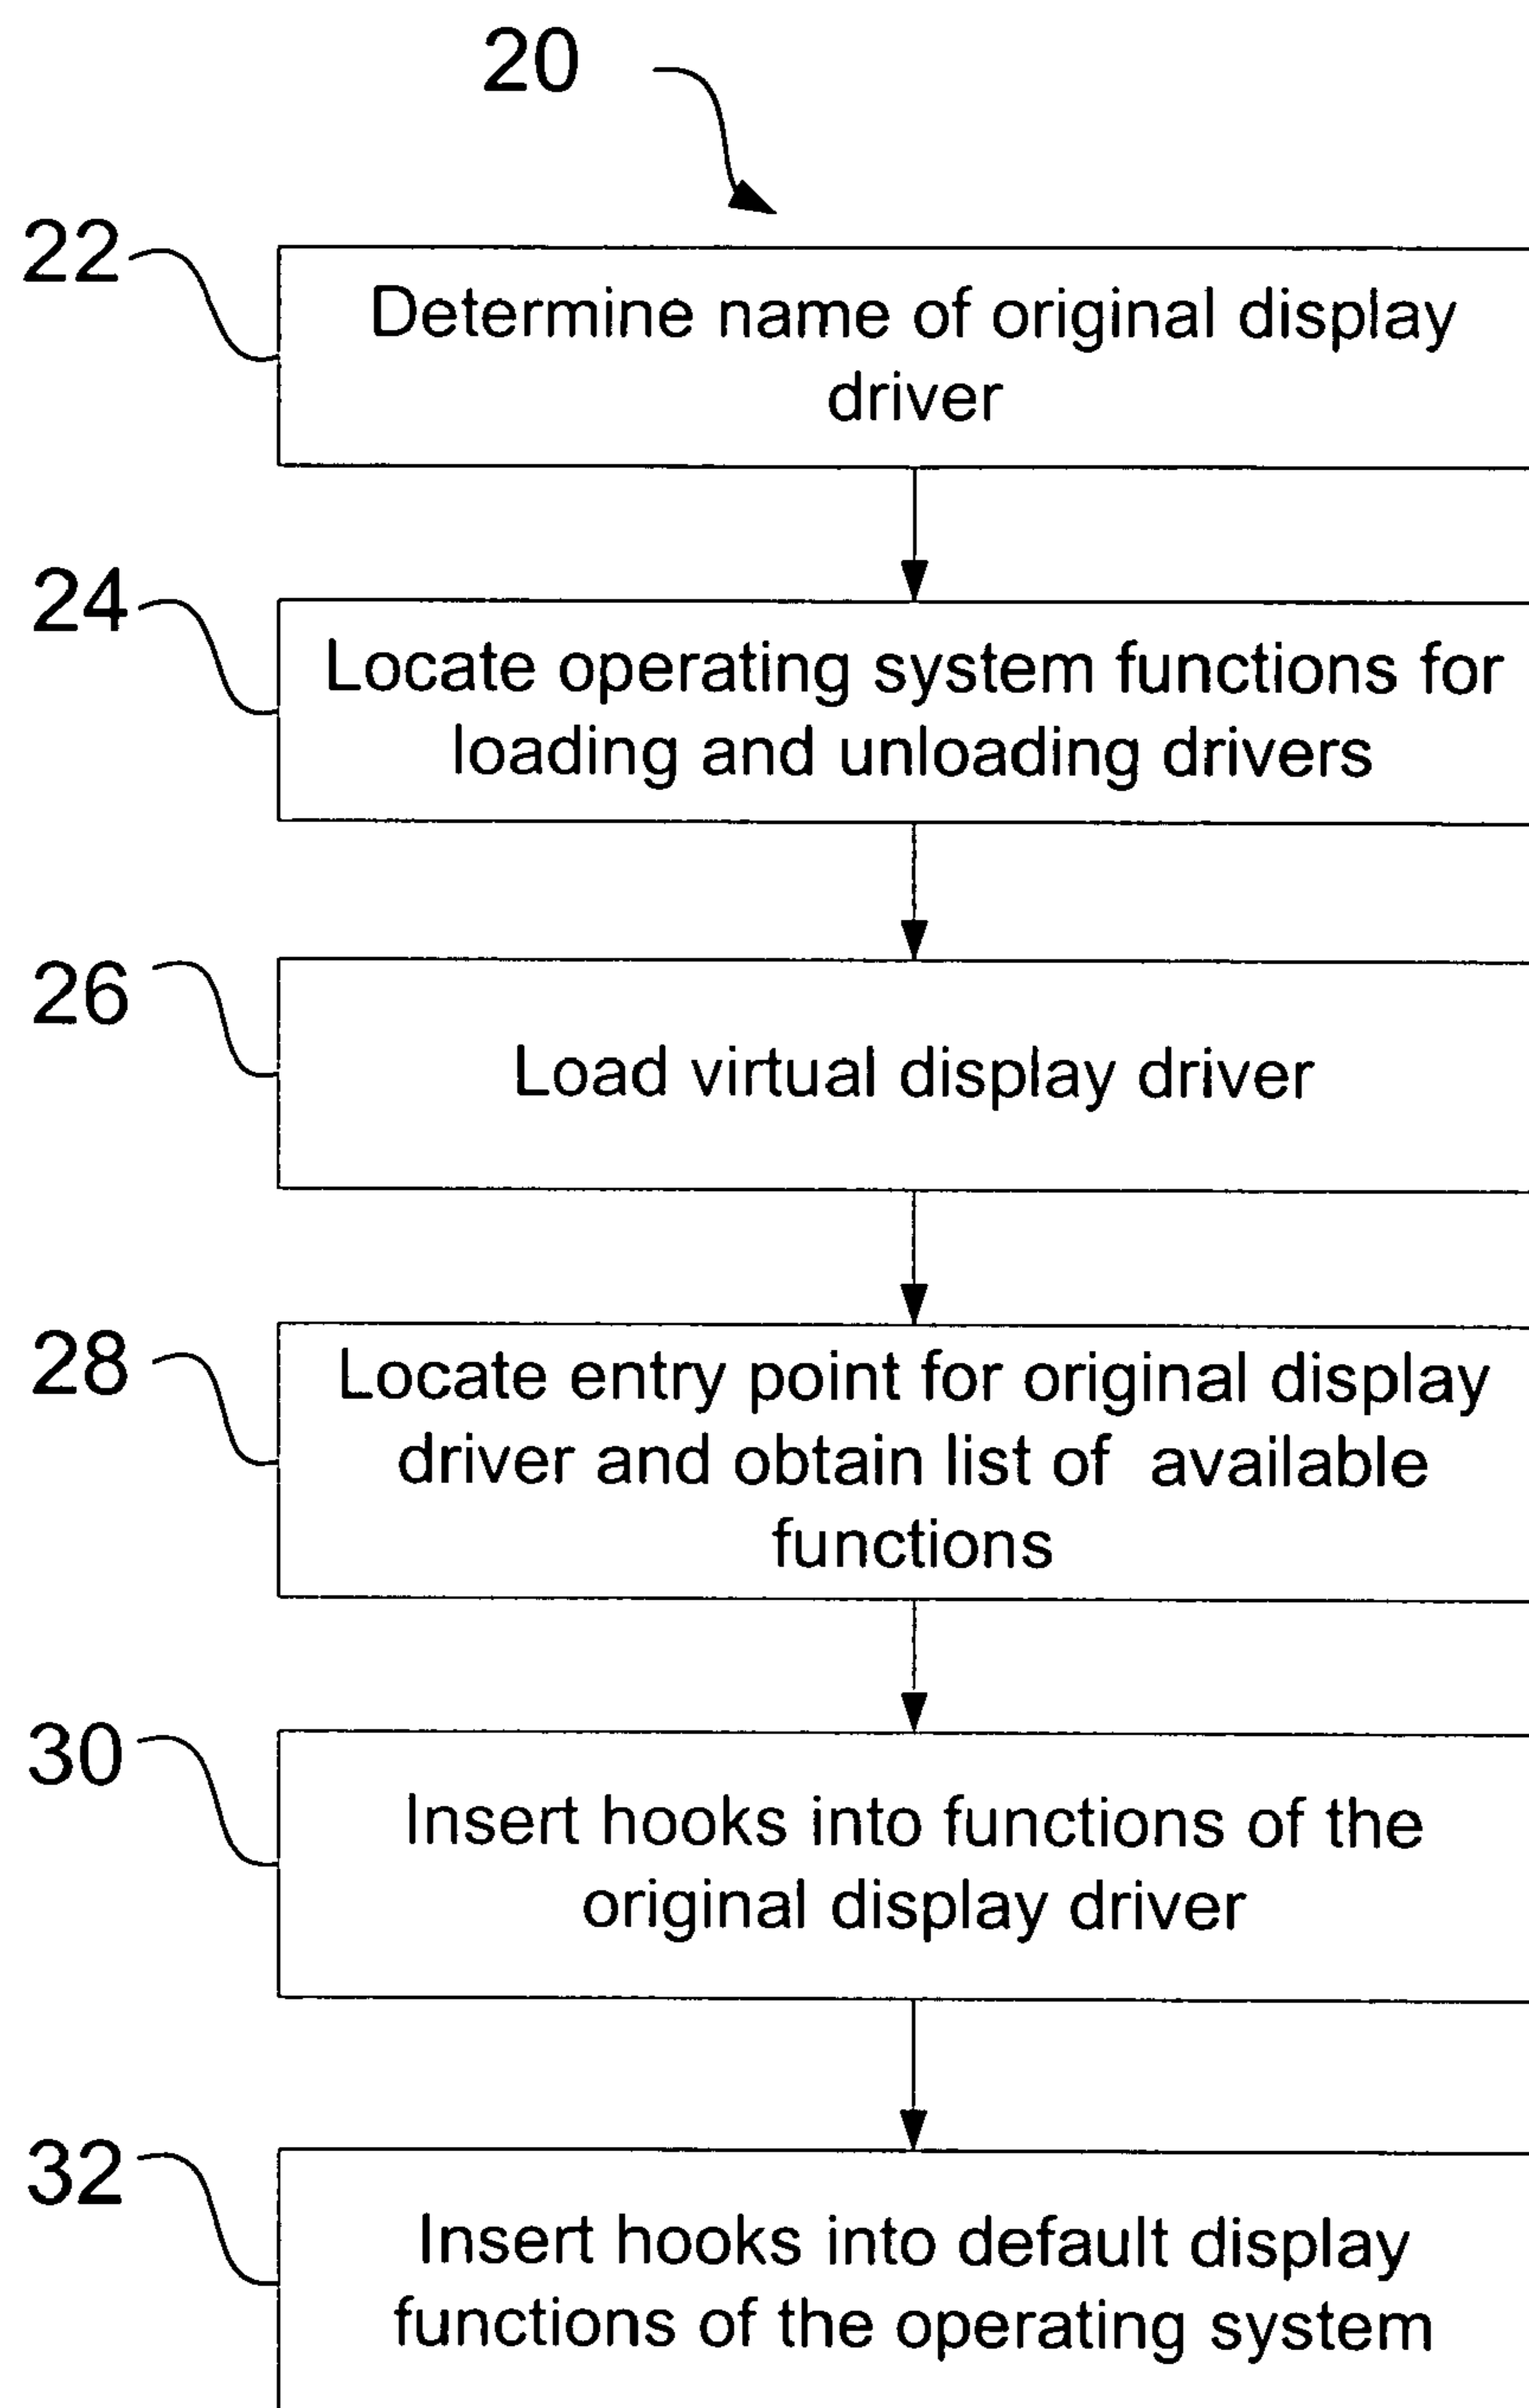 20
22
Determine name of original display
driver
24
Locate operating system functions for
loading and unloading drivers
26
Load virtual display driver
28
Locate entry point for original display
driver and obtain list of available
functions
30
Insert hooks into functions of the
original display driver
32
Insert hooks into default display
functions of the operating system